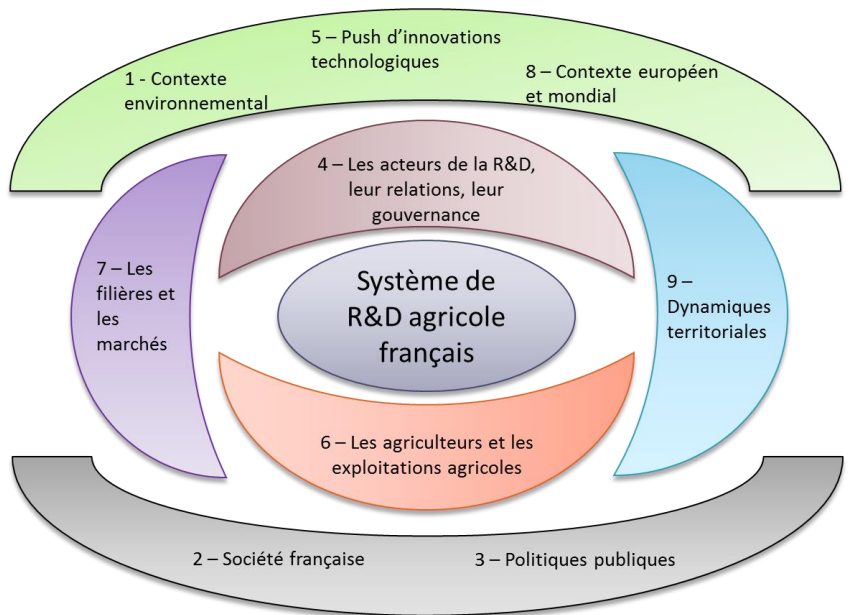 5 – Push d’innovations
technologiques
1 - Contexte
environnemental
8 – Contexte européen
et mondial
4 – Les acteurs de la R&D,
leur relations, leur
gouvernance
7 – Les
filières et
les
marchés
Système de
R&D agricole
français
9 –
Dynamiques
territoriales
6 – Les agriculteurs et les
exploitations agricoles
2 – Société française
3 – Politiques publiques